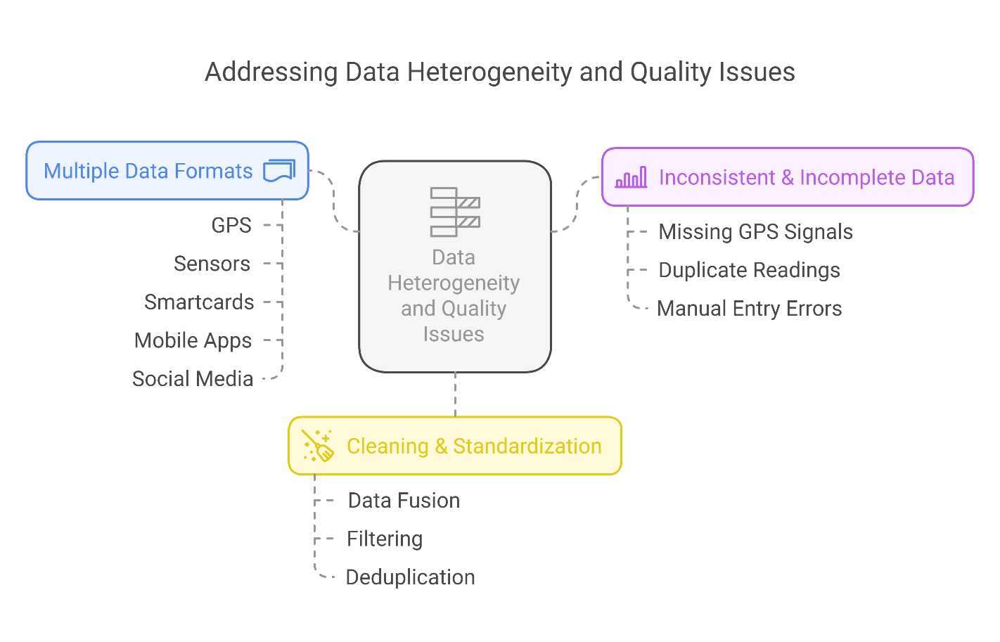 Addressing Data Heterogeneity and Quality Issues
Multiple Data Formats
GPS
Sensors
Smartcards
Mobile Apps
Social Media
Data
Heterogeneity
and Quality
Issues
Inconsistent & Incomplete Data
Missing GPS Signals
Duplicate Readings
Manual Entry Errors
Cleaning & Standardization
Data Fusion
Filtering
Deduplication